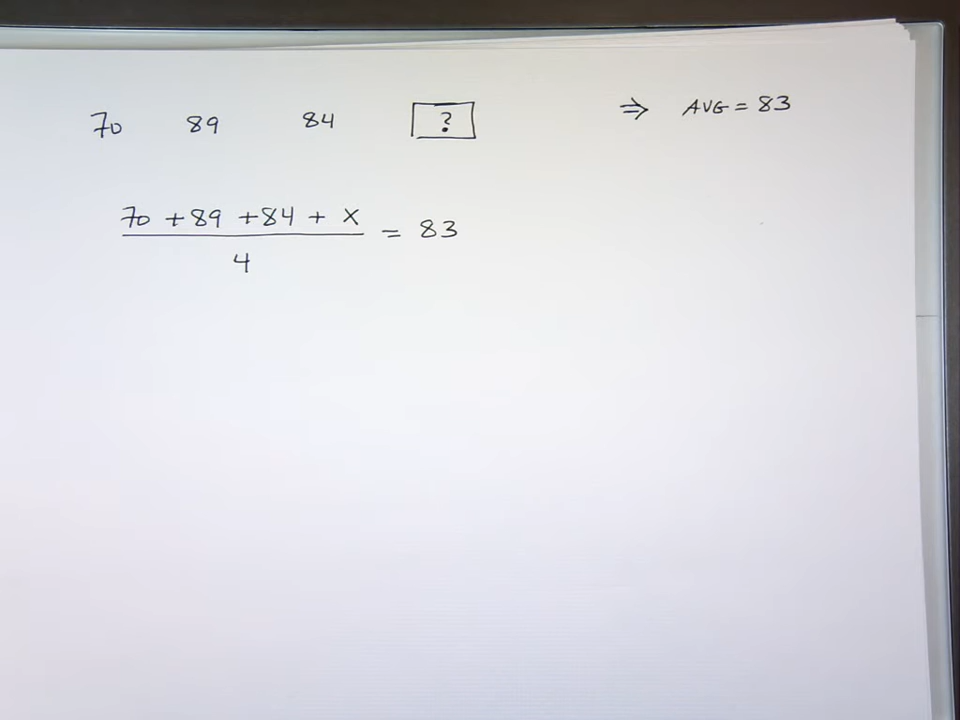 70 89 84 ? ⇒ AVG = 83
70 + 89 + 84 + x = 83
4